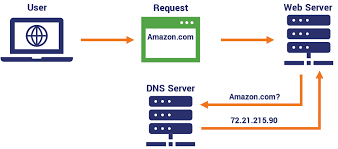 User
Request
Web Server
Amazon.com
DNS Server
Amazon.com?
72.21.215.90